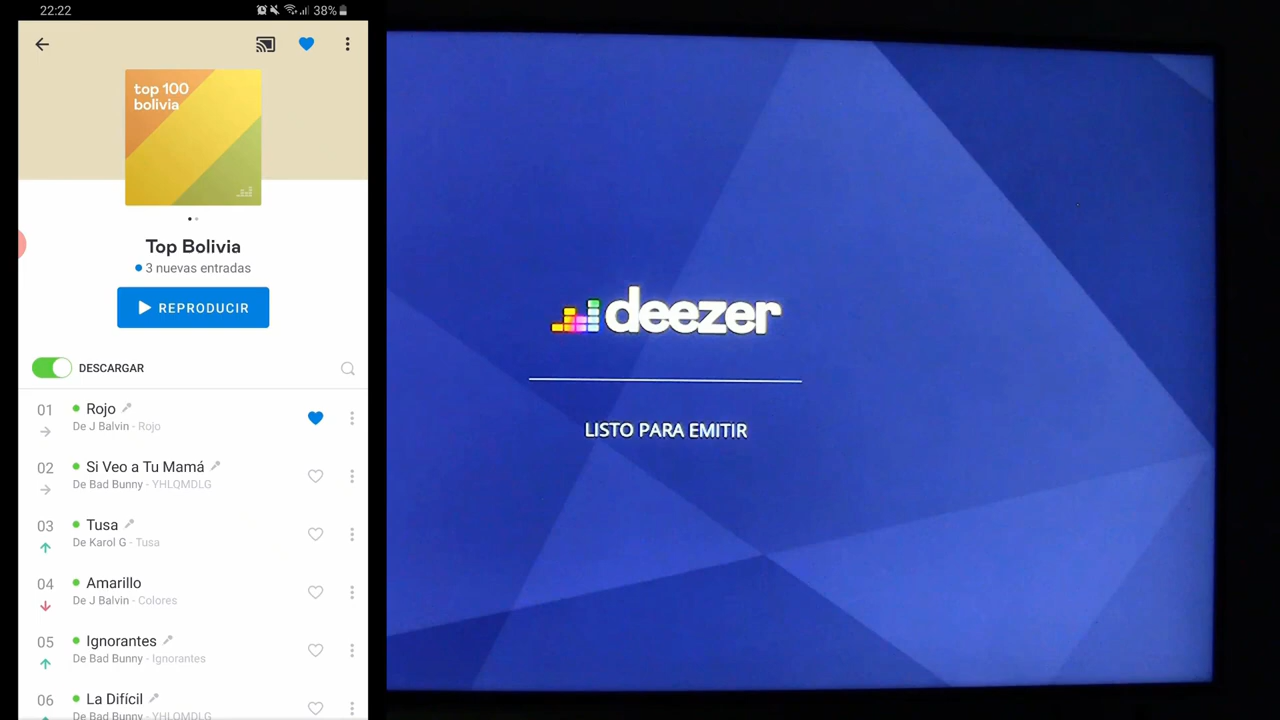 22:22
38%
top 100
bolivia
Top Bolivia
3 nuevas entradas
REPRODUCIR
DESCARGAR
01
Rojo
De J Balvin - Rojo
02
Si Veo a Tu Mamá
De Bad Bunny - YHLQMDLG
03
Tusa
De Karol G - Tusa
04
Amarillo
De J Balvin - Colores
05
Ignorantes
De Bad Bunny - Ignorantes
06
La Difícil
De Bad Bunny - YHLQMDLG
deezer
LISTO PARA EMITIR